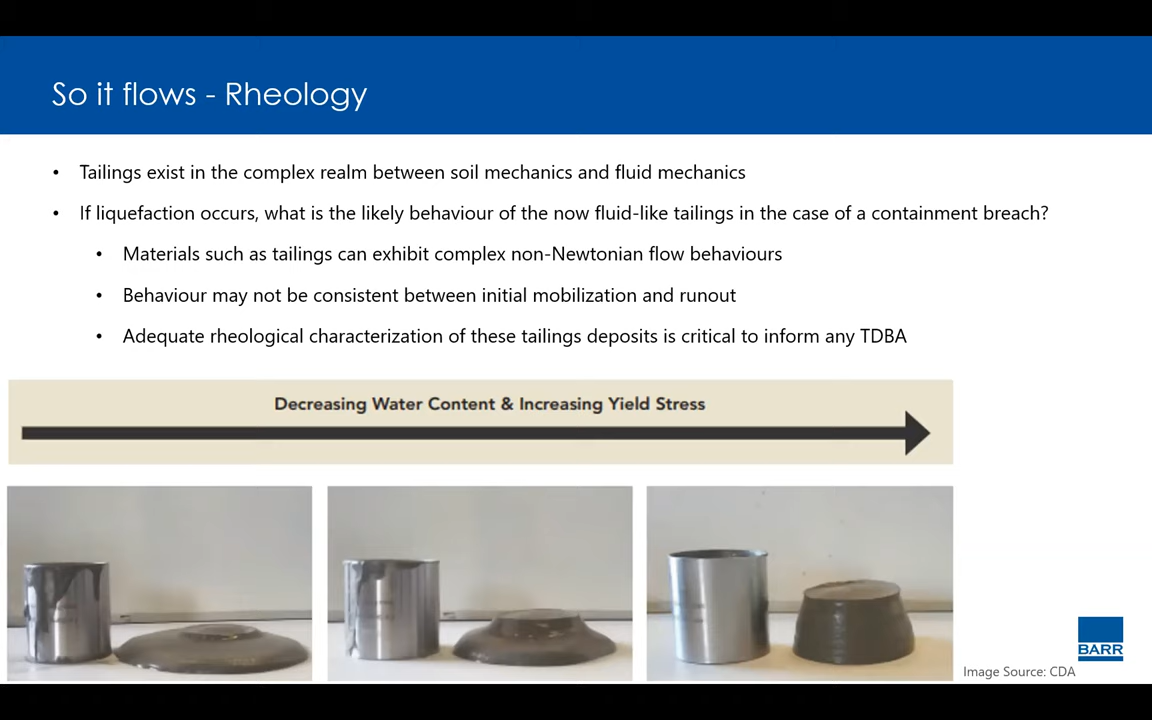 So it flows - Rheology
• Tailings exist in the complex realm between soil mechanics and fluid mechanics
• If liquefaction occurs, what is the likely behaviour of the now fluid-like tailings in the case of a containment breach?
• Materials such as tailings can exhibit complex non-Newtonian flow behaviours
• Behaviour may not be consistent between initial mobilization and runout
• Adequate rheological characterization of these tailings deposits is critical to inform any TDBA
Decreasing Water Content & Increasing Yield Stress
BARR
Image Source: CDA